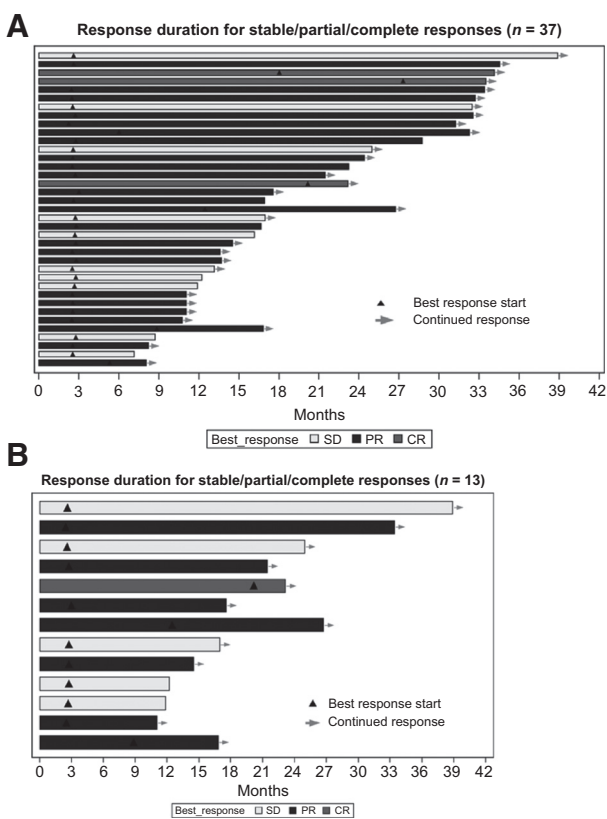 A
Response duration for stable/partial/complete responses (n = 37)
Best response start
Continued response
0 3 6 9 12 15 18 21 24 27 30 33 36 39 42
Months
Best_response SD PR CR
B
Response duration for stable/partial/complete responses (n = 13)
Best response start
Continued response
0 3 6 9 12 15 18 21 24 27 30 33 36 39 42
Months
Best_response SD PR CR